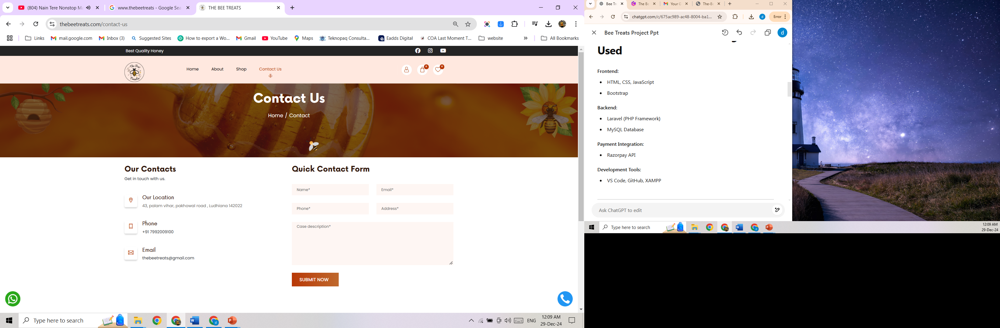 (804) Nain Tere Nonstop Ma
www.thebeetreats - Google Sea
THE BEE TREATS
thebeetreats.com/contact-us
Links
mail.google.com
Inbox (3)
Suggested Sites
How to export a Wo...
Gmail
YouTube
Maps
Teknopaq Consulta...
Eadds Digital
COA Last Moment T...
website
All Bookmarks
Best Quality Honey
The Bee Treats
Home
About
Shop
Contact Us
0
0
Contact Us
Home / Contact
Our Contacts
Get in touch with us.
Our Location
43, palam vihar, pakhowal road , Ludhiana 142022
Phone
+91 7992009100
Email
thebeetreats@gmail.com
Quick Contact Form
Name*
Email*
Phone*
Address*
Case description*
SUBMIT NOW
Type here to search
ENG
12:09 AM
29-Dec-24
Bee Tr
The Be
Your G
The-Be
chatgpt.com/c/675ac989-ac48-8004-ba1...
d
Error
Bee Treats Project Ppt
d
Used
Frontend:
• HTML, CSS, JavaScript
• Bootstrap
Backend:
• Laravel (PHP Framework)
• MySQL Database
Payment Integration:
• Razorpay API
Development Tools:
• VS Code, GitHub, XAMPP
Ask ChatGPT to edit
Type here to search
12:09 AM
29-Dec-24